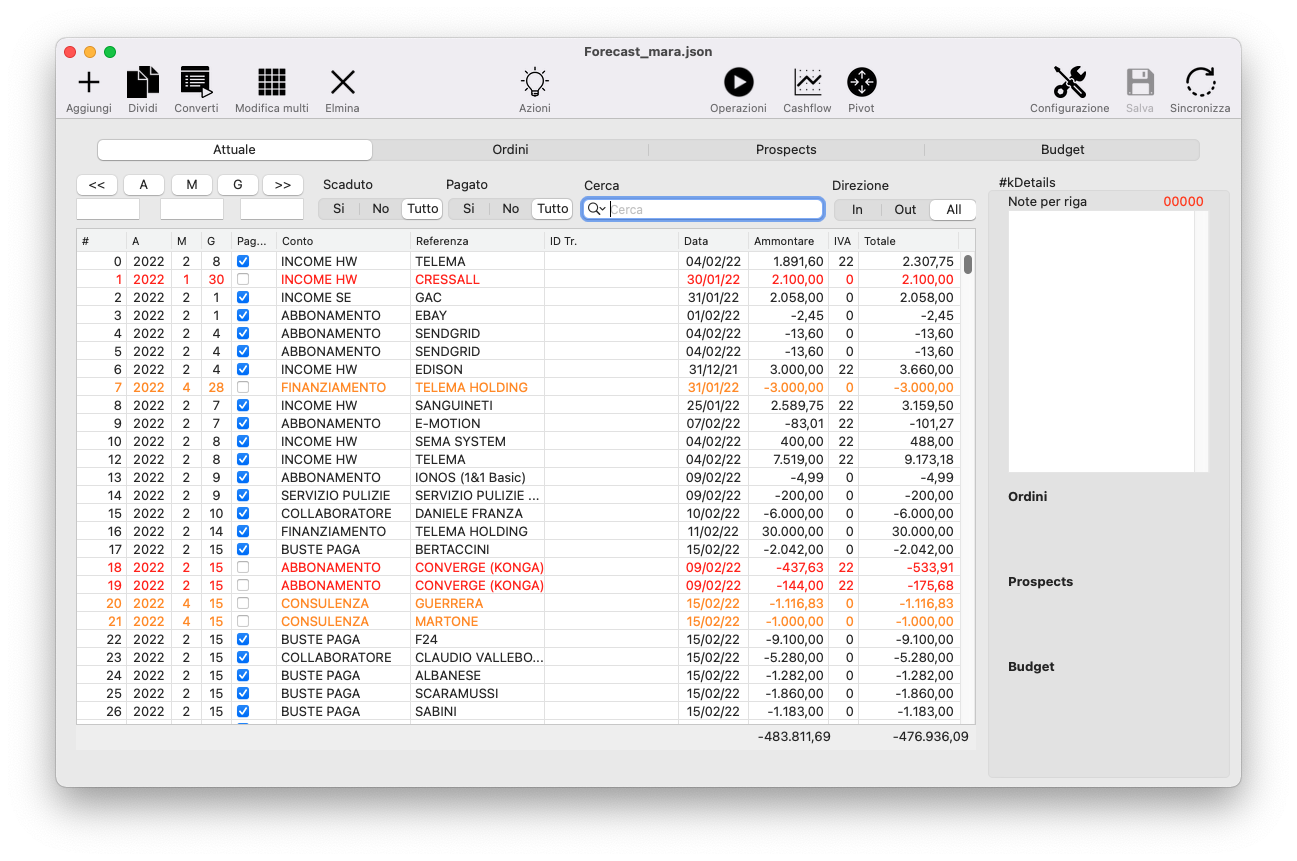 Forecast_mara.json
Aggiungi Dividi Converti Modifica multi Elmina Azioni Operazioni Cashflow Pivot Configurazione Salva Sincronizza
Attuale Ordini Prospects Budget
<< A M G >> Scaduto Pagato Cerca Direzione #kDetails
Si No Tutto Si No Tutto Cerca In Out All Note per riga 00000
# A M G Pag... Conto Referenza ID Tr. Data Ammontare IVA Totale
0 2022 2 8 INCOME HW TELEMA 04/02/22 1.891,60 22 2.307,75
1 2022 1 30 INCOME HW CRESSALL 30/01/22 2.100,00 0 2.100,00
2 2022 2 1 INCOME SE GAC 31/01/22 2.058,00 0 2.058,00
3 2022 2 1 ABBONAMENTO EBAY 01/02/22 -2,45 0 -2,45
4 2022 2 4 ABBONAMENTO SENDGRID 04/02/22 -13,60 0 -13,60
5 2022 2 4 ABBONAMENTO SENDGRID 04/02/22 -13,60 0 -13,60
6 2022 2 4 INCOME HW EDISON 31/12/21 3.000,00 22 3.660,00
7 2022 4 28 FINANZIAMENTO TELEMA HOLDING 31/01/22 -3.000,00 0 -3.000,00
8 2022 2 7 INCOME HW SANGUINETI 25/01/22 2.589,75 22 3.159,50
9 2022 2 7 ABBONAMENTO E-MOTION 07/02/22 -83,01 22 -101,27
10 2022 2 8 INCOME HW SEMA SYSTEM 04/02/22 400,00 22 488,00
12 2022 2 8 INCOME HW TELEMA 04/02/22 7.519,00 22 9.173,18
13 2022 2 9 ABBONAMENTO IONOS (1&1 Basic) 09/02/22 -4,99 0 -4,99
14 2022 2 9 SERVIZIO PULIZIE SERVIZIO PULIZIE ... 09/02/22 -200,00 0 -200,00
15 2022 2 10 COLLABORATORE DANIELE FRANZA 10/02/22 -6.000,00 0 -6.000,00
16 2022 2 14 FINANZIAMENTO TELEMA HOLDING 11/02/22 30.000,00 0 30.000,00
17 2022 2 15 BUSTE PAGA BERTACCINI 15/02/22 -2.042,00 0 -2.042,00
18 2022 2 15 ABBONAMENTO CONVERGE (KONGA) 09/02/22 -437,63 22 -533,91
19 2022 2 15 ABBONAMENTO CONVERGE (KONGA) 09/02/22 -144,00 22 -175,68
20 2022 4 15 CONSULENZA GUERRERA 15/02/22 -1.116,83 0 -1.116,83
21 2022 4 15 CONSULENZA MARTONE 15/02/22 -1.000,00 0 -1.000,00
22 2022 2 15 BUSTE PAGA F24 15/02/22 -9.100,00 0 -9.100,00
23 2022 2 15 COLLABORATORE CLAUDIO VALLEBO... 15/02/22 -5.280,00 0 -5.280,00
24 2022 2 15 BUSTE PAGA ALBANESE 15/02/22 -1.282,00 0 -1.282,00
25 2022 2 15 BUSTE PAGA SCARAMUSSI 15/02/22 -1.860,00 0 -1.860,00
26 2022 2 15 BUSTE PAGA SABINI 15/02/22 -1.183,00 0 -1.183,00
-483.811,69 -476.936,09
Ordini
Prospects
Budget